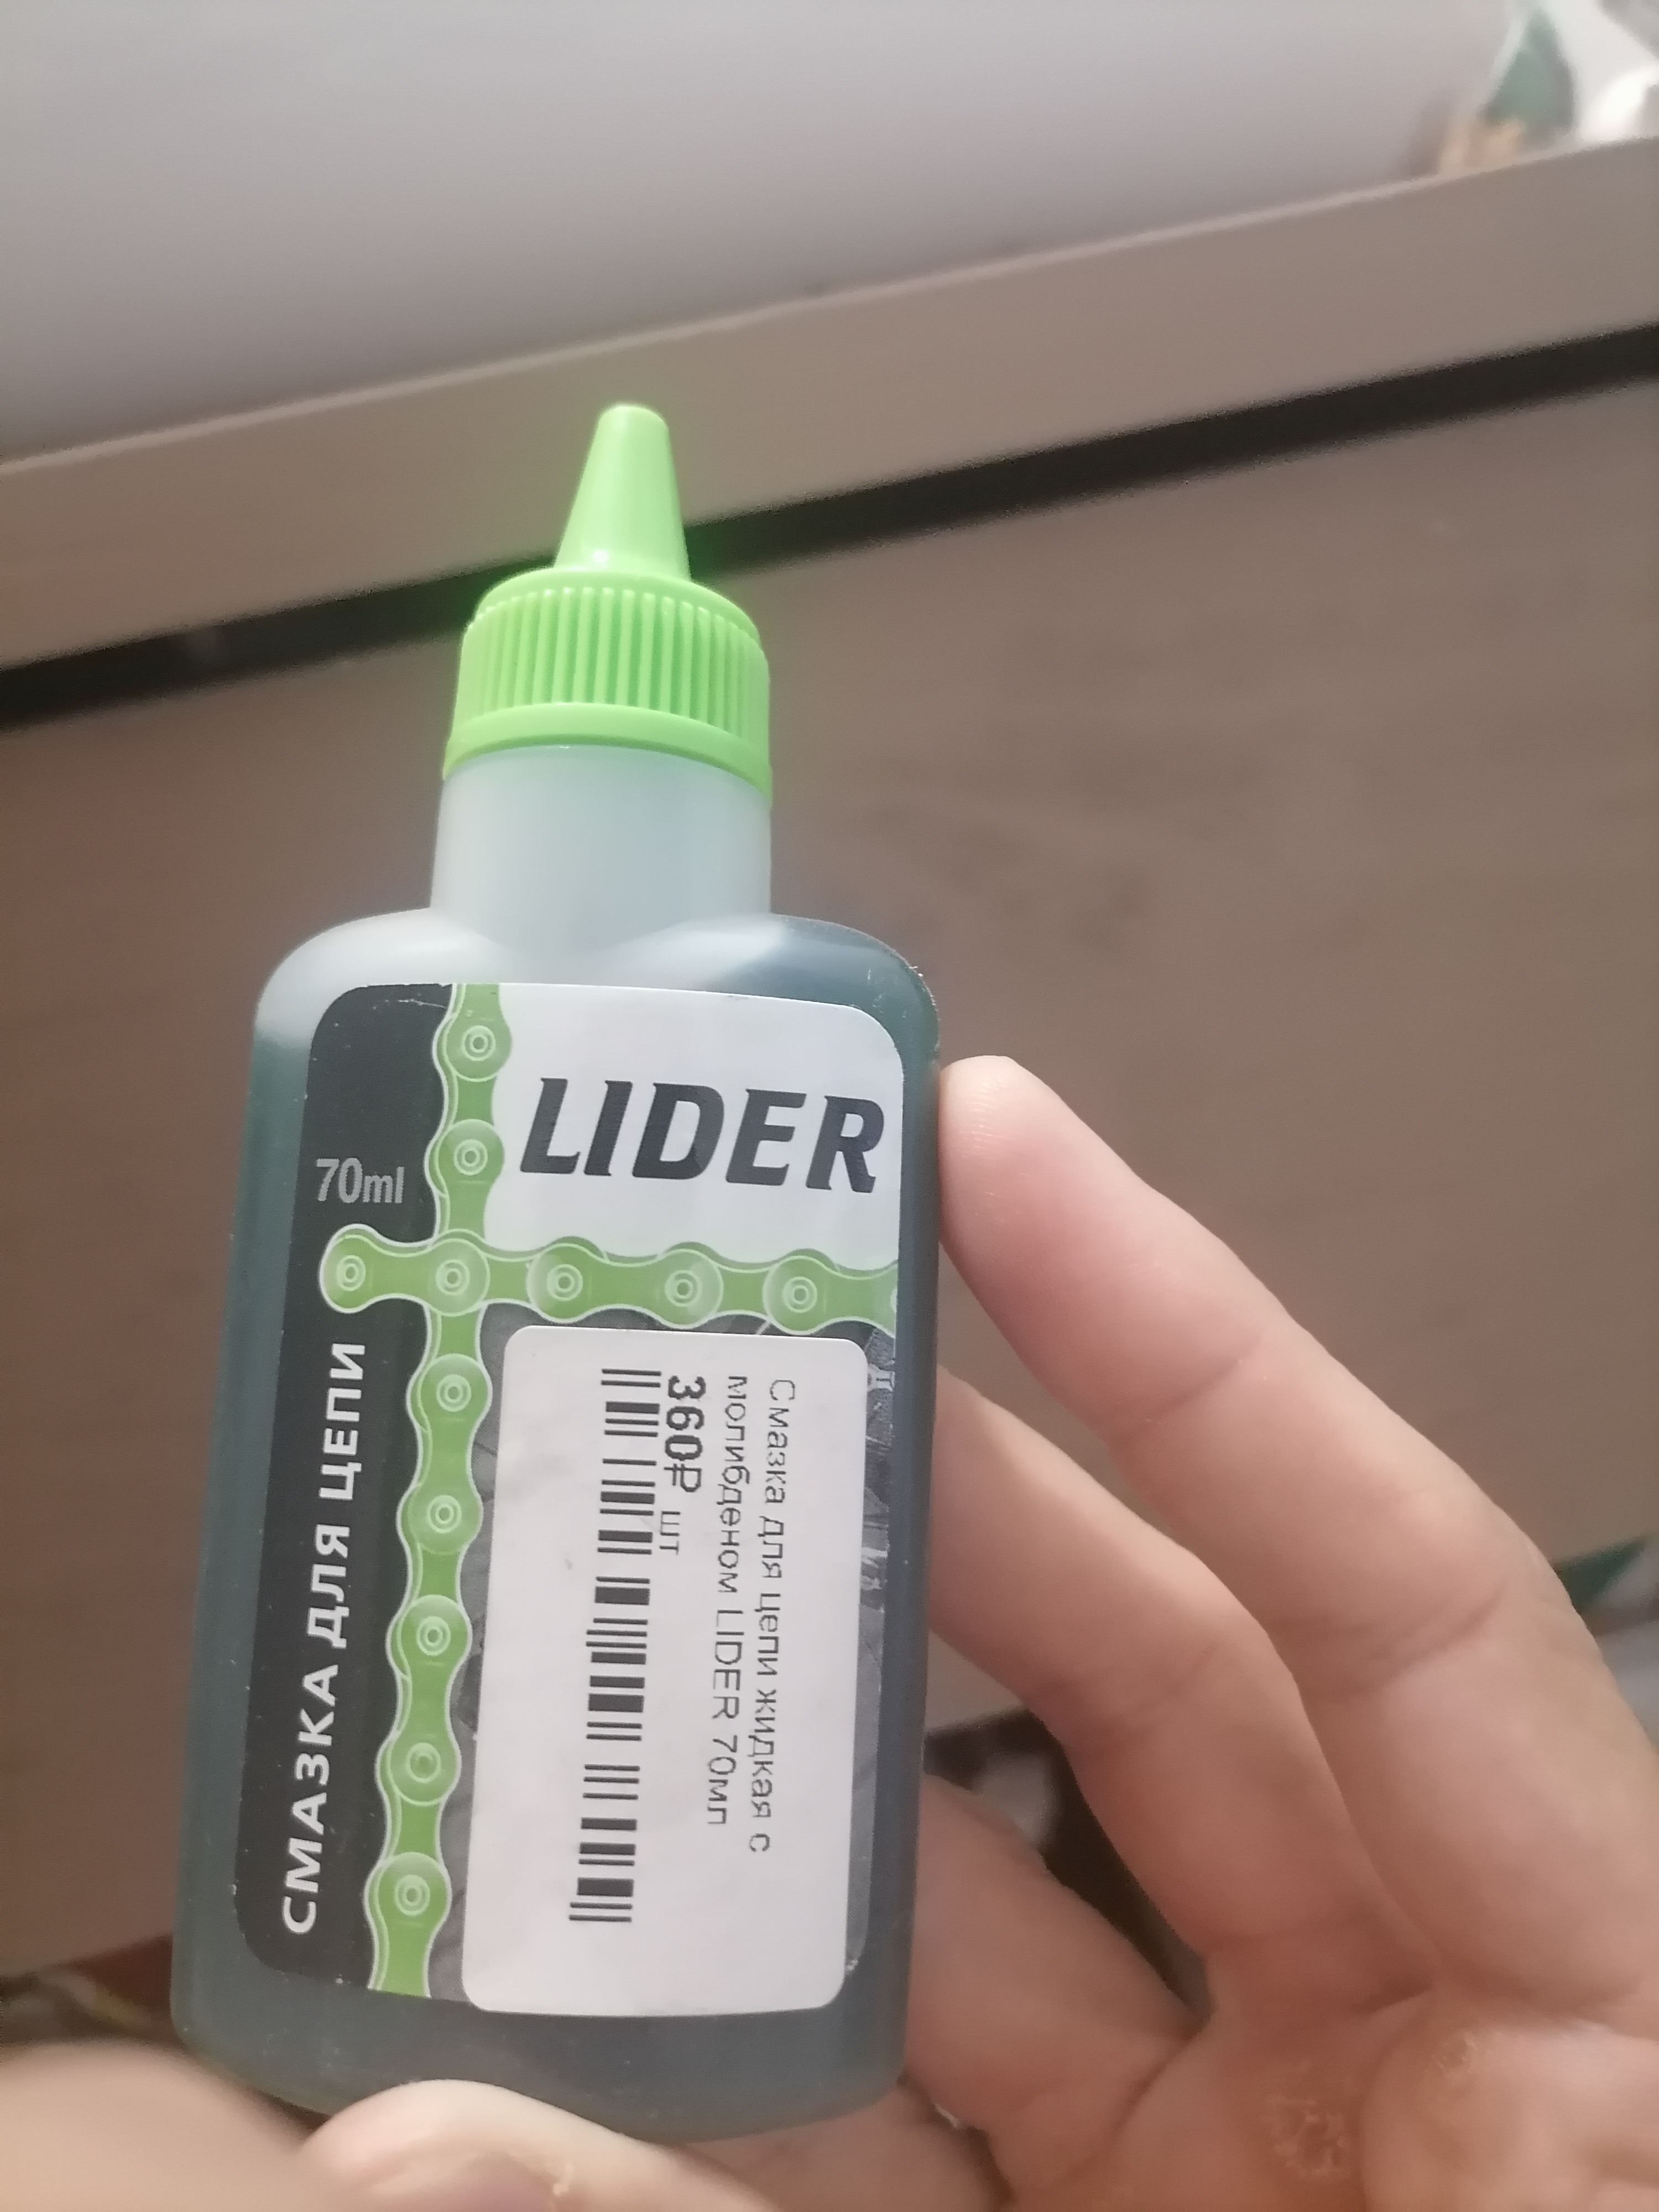 LIDER
70ml
СМАЗКА ДЛЯ ЦЕПИ
Смазка для цепи жидкая с
молибденом LIDER 70мл
360₽ шт